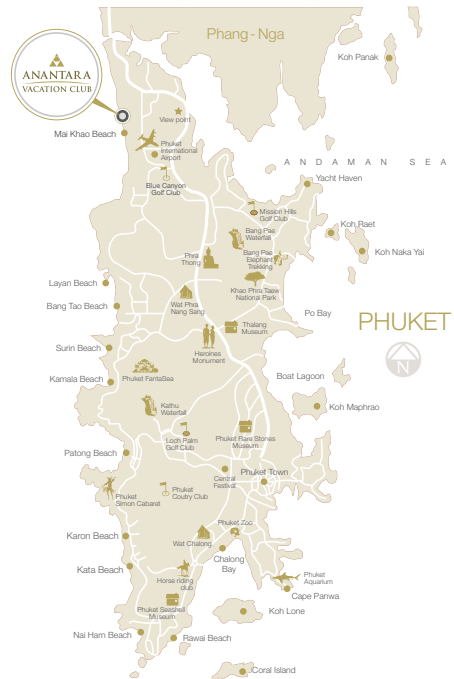 Phang - Nga
Koh Panak
ANANTARA
VACATION CLUB
View point
Mai Khao Beach
Phuket
International
Airport
ANDAMAN SEA
Blue Canyon
Golf Club
Yacht Haven
Mission Hills
Golf Club
Koh Raet
Bang Pae
Waterfall
Koh Naka Yai
Phra
Thong
Bang Pae
Elephant
Trekking
Layan Beach
Khao Phra Taew
National Park
Bang Tao Beach
Wat Phra
Nang Sang
Po Bay
PHUKET
Thalang
Museum
Surin Beach
Heroines
Monument
Kamala Beach
Phuket FantaSea
Boat Lagoon
Kathu
Waterfall
Koh Maphrao
Loch Palm
Golf Club
Phuket Rare Stones
Museum
Patong Beach
Central
Festival
Phuket Town
Phuket
Simon Cabaret
Phuket
Coutry Club
Phuket Zoo
Karon Beach
Wat Chalong
Chalong
Bay
Kata Beach
Horse riding
club
Phuket
Aquarium
Cape Panwa
Phuket Seashell
Museum
Koh Lone
Nai Harn Beach
Rawai Beach
Coral Island